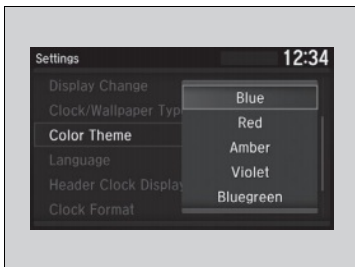 Settings
12:34
Display Change
Clock/Wallpaper Typ
Color Theme
Language
Header Clock Display
Clock Format
Blue
Red
Amber
Violet
Bluegreen